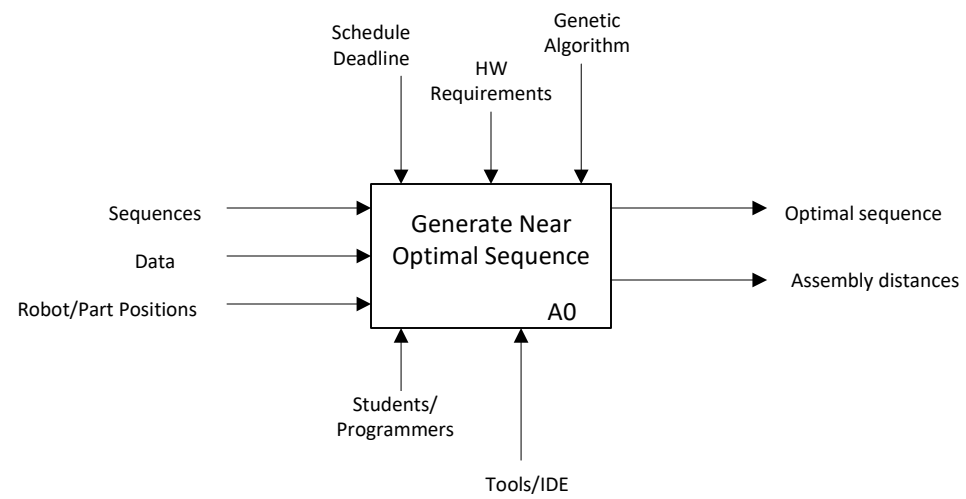 Schedule
Deadline
HW
Requirements
Genetic
Algorithm
Sequences
Data
Robot/Part Positions
Generate Near
Optimal Sequence
A0
Optimal sequence
Assembly distances
Students/
Programmers
Tools/IDE